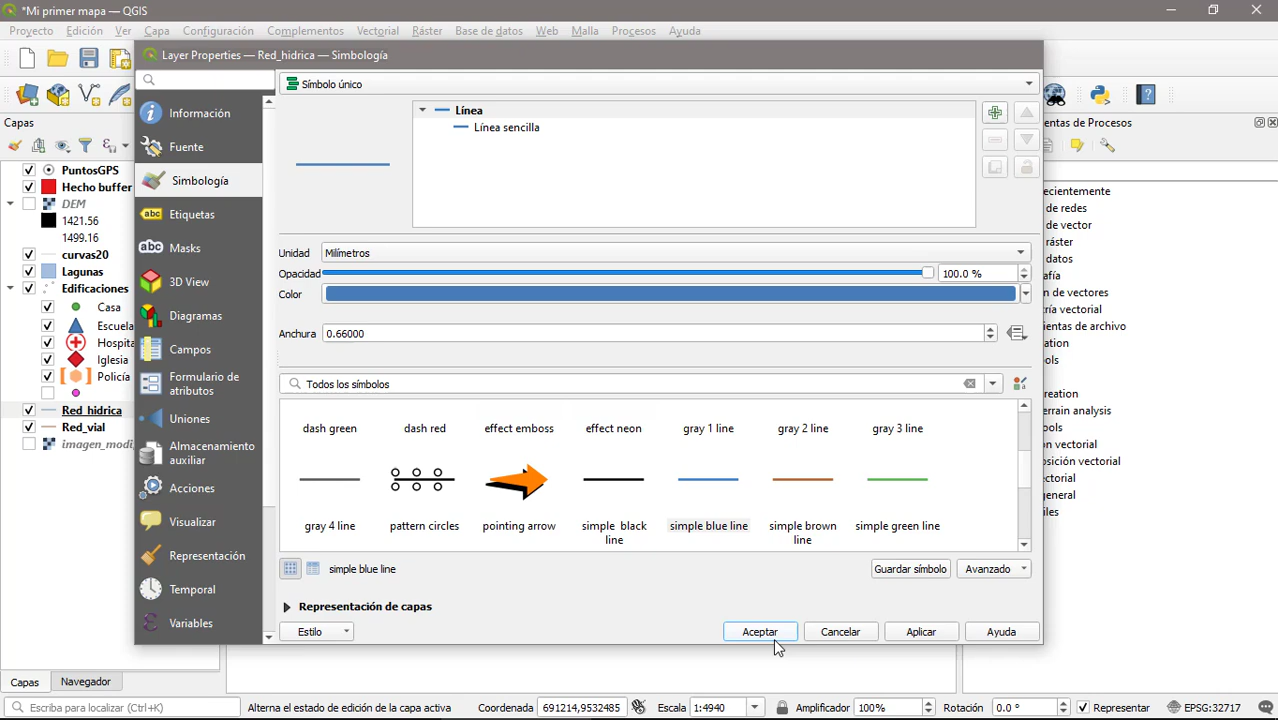 *Mi primer mapa — QGIS
Proyecto Edición Ver Capa Configuración Complementos Vectorial Ráster Base de datos Web Malla Procesos Ayuda
Layer Properties — Red_hidrica — Simbología
Capas
PuntosGPS
Hecho buffer
DEM
1421.56
1499.16
curvas20
Lagunas
Edificaciones
Casa
Escuela
Hospita
Iglesia
Policía
Red_hidrica
Red_vial
imagen_modi
Información
Fuente
Simbología
abc Etiquetas
abc Masks
3D View
Diagramas
Campos
Formulario de
atributos
Uniones
Almacenamiento
auxiliar
Acciones
Visualizar
Representación
Temporal
Variables
Símbolo único
Línea
Línea sencilla
Unidad Milímetros
Opacidad 100.0 %
Color
Anchura 0.66000
Todos los símbolos
dash green dash red effect emboss effect neon gray 1 line gray 2 line gray 3 line
gray 4 line pattern circles pointing arrow simple black simple blue line simple brown simple green line
line line
simple blue line Guardar símbolo Avanzado
Representación de capas
Estilo Aceptar Cancelar Aplicar Ayuda
entas de Procesos
ecientemente
de redes
de vector
ráster
datos
afía
n de vectores
tría vectorial
ientas de archivo
ation
ols
reation
errain analysis
ools
ón vectorial
osición vectorial
ectorial
general
iles
Capas Navegador
Escriba para localizar (Ctrl+K) Alterna el estado de edición de la capa activa Coordenada 691214,9532485 Escala 1:4940 Amplificador 100% Rotación 0.0 ° Representar EPSG:32717